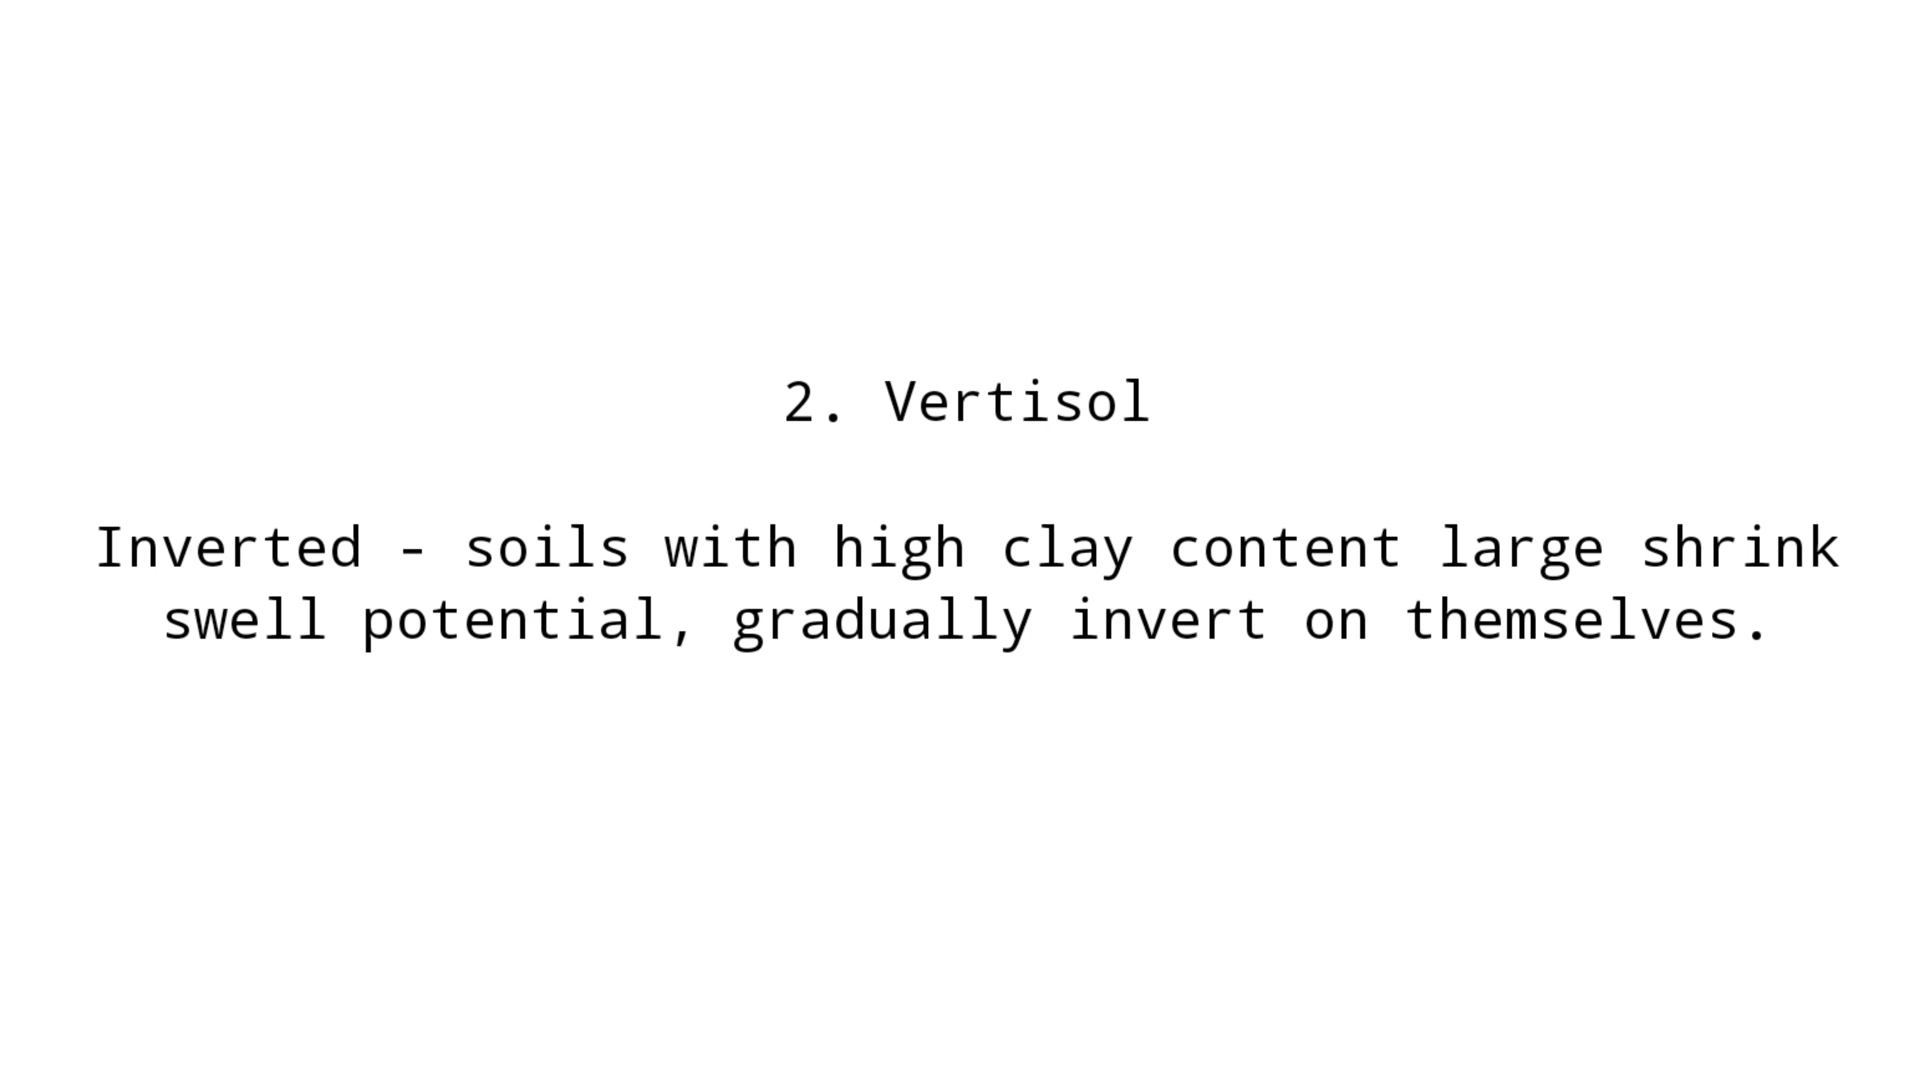 2. Vertisol
Inverted - soils with high clay content large shrink
swell potential, gradually invert on themselves.